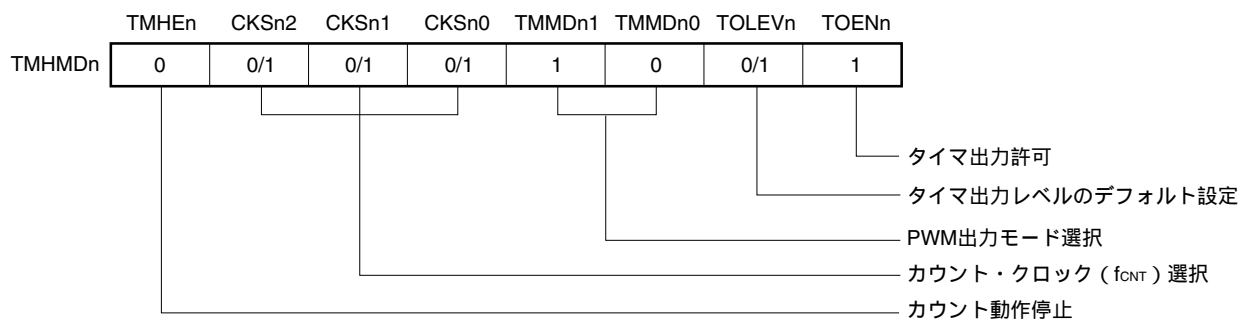 TMHEn CKSn2 CKSn1 CKSn0 TMMDn1 TMMDn0 TOLEVn TOENn
TMHMDn 0 0/1 0/1 0/1 1 0 0/1 1
タイマ出力許可
タイマ出力レベルのデフォルト設定
PWM出力モード選択
カウント・クロック（fCNT）選択
カウント動作停止